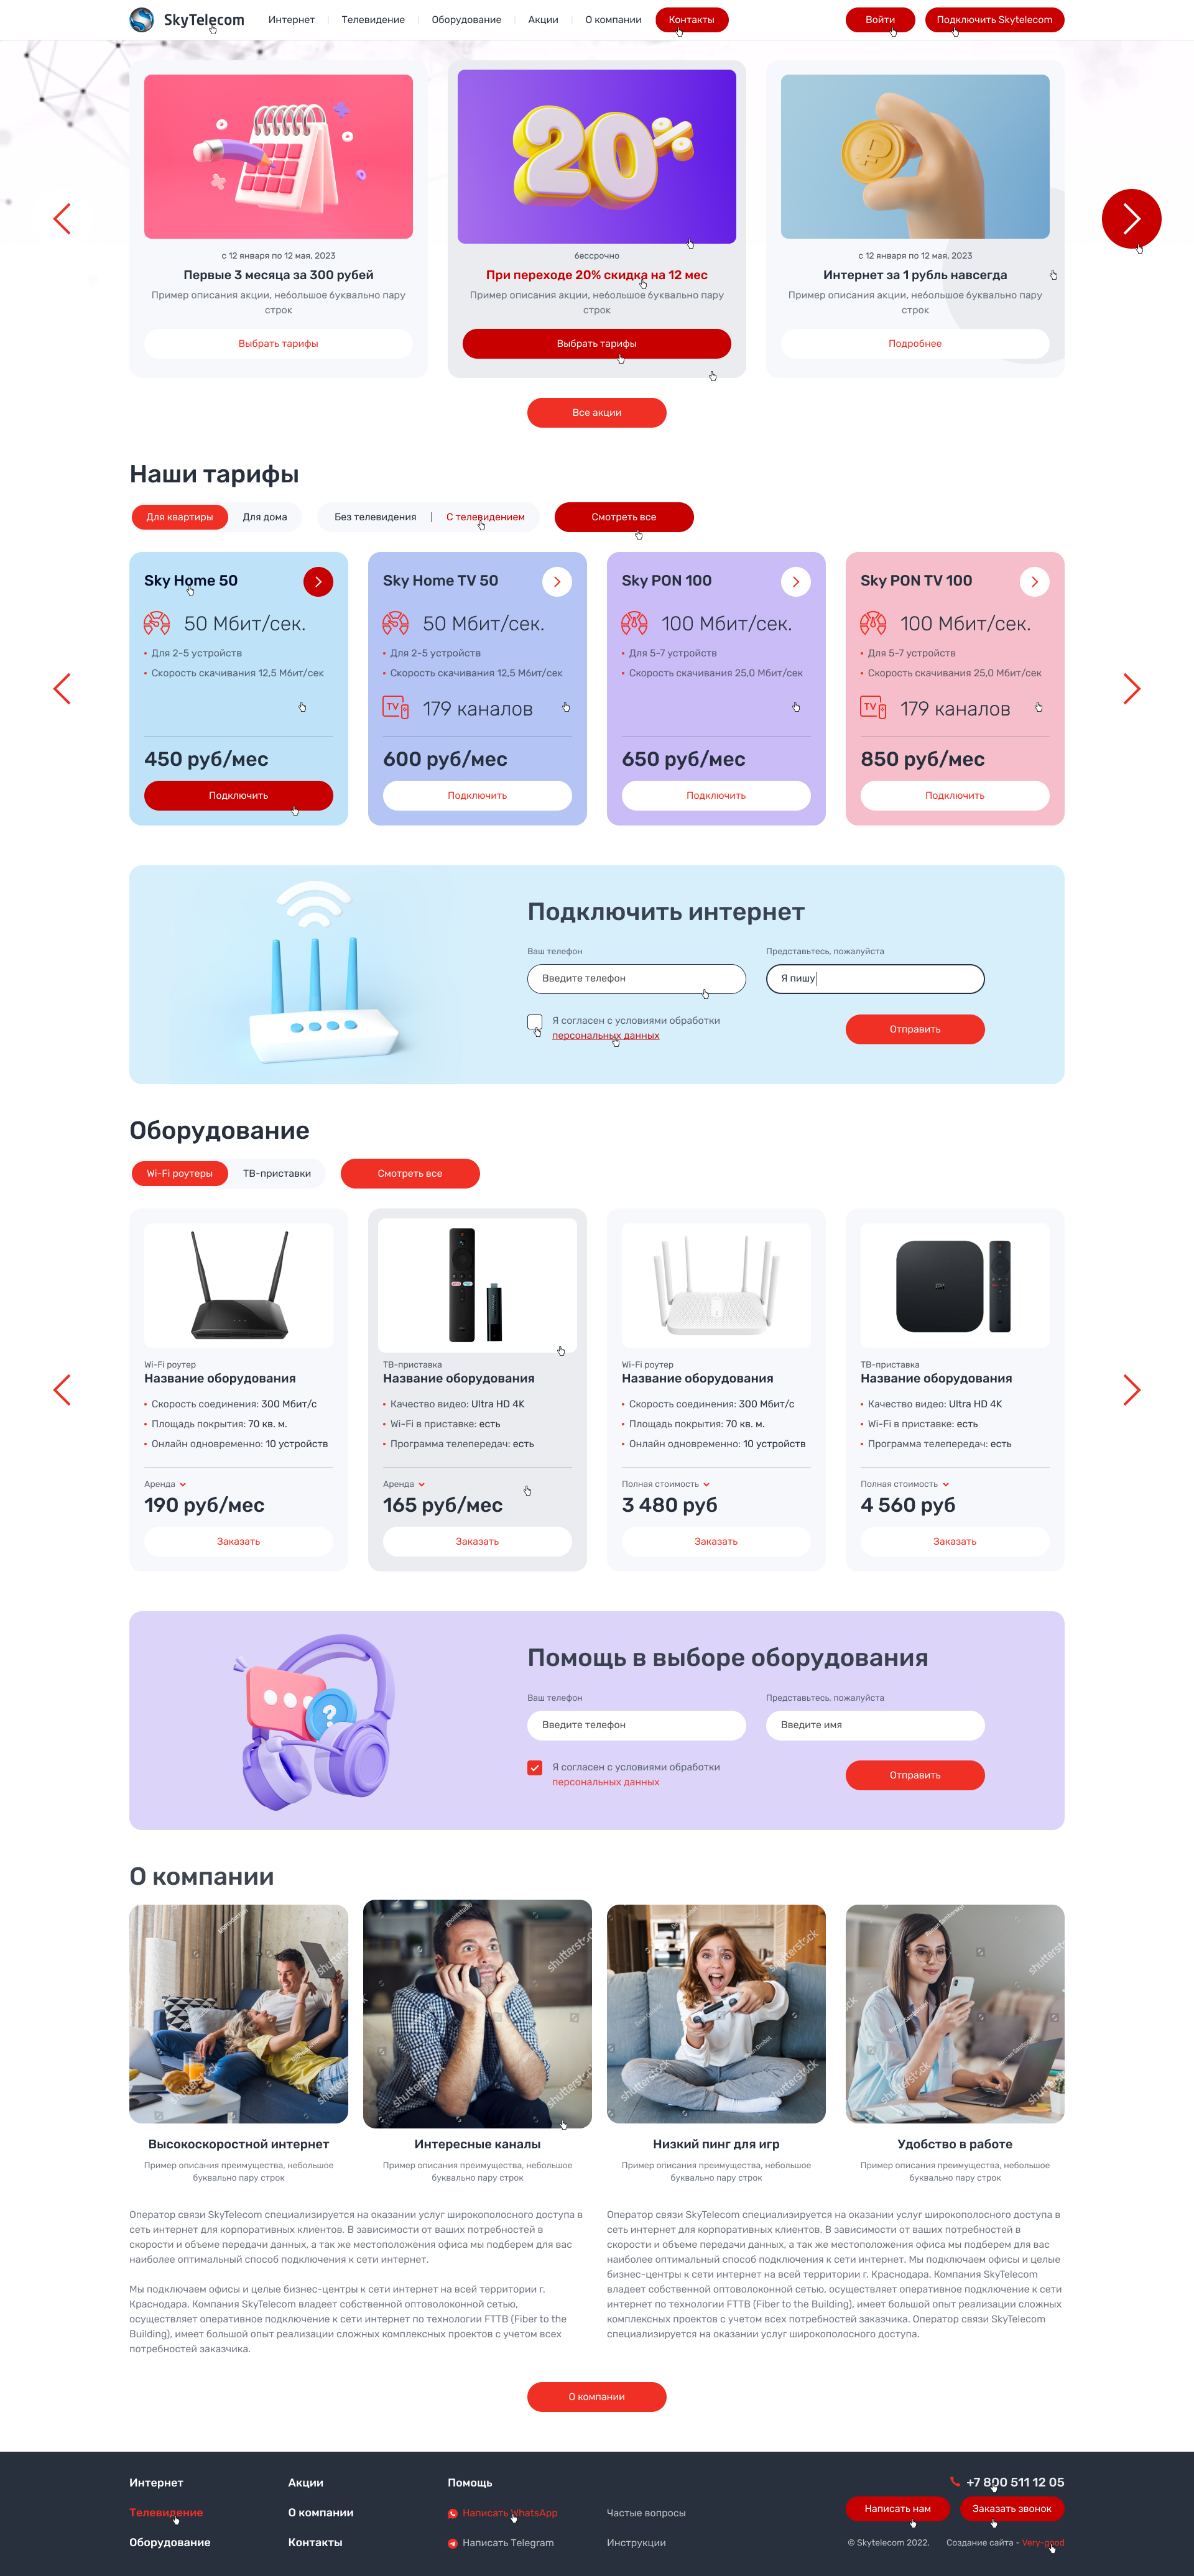 SkyTelecom
Интернет
Телевидение
Оборудование
Акции
О компании
Контакты
Войти
Подключить Skytelecom
20%
с 12 января по 12 мая, 2023
Первые 3 месяца за 300 рублей
Пример описания акции, небольшое буквально пару
строк
Выбрать тарифы
бессрочно
При переходе 20% скидка на 12 мес
Пример описания акции, небольшое буквально пару
строк
Выбрать тарифы
с 12 января по 12 мая, 2023
Интернет за 1 рубль навсегда
Пример описания акции, небольшое буквально пару
строк
Подробнее
Все акции
Наши тарифы
Для квартиры
Для дома
Без телевидения
С телевидением
Смотреть все
Sky Home 50
50 Мбит/сек.
Для 2-5 устройств
Скорость скачивания 12,5 Мбит/сек
450 руб/мес
Подключить
Sky Home TV 50
50 Мбит/сек.
Для 2-5 устройств
Скорость скачивания 12,5 Мбит/сек
TV
179 каналов
600 руб/мес
Подключить
Sky PON 100
100 Мбит/сек.
Для 5-7 устройств
Скорость скачивания 25,0 Мбит/сек
650 руб/мес
Подключить
Sky PON TV 100
100 Мбит/сек.
Для 5-7 устройств
Скорость скачивания 25,0 Мбит/сек
TV
179 каналов
850 руб/мес
Подключить
Подключить интернет
Ваш телефон
Введите телефон
Представьтесь, пожалуйста
Я пишу
Я согласен с условиями обработки
персональных данных
Отправить
Оборудование
Wi-Fi роутеры
ТВ-приставки
Смотреть все
Wi-Fi роутер
Название оборудования
Скорость соединения: 300 Мбит/с
Площадь покрытия: 70 кв. м.
Онлайн одновременно: 10 устройств
Аренда
190 руб/мес
Заказать
ТВ-приставка
Название оборудования
Качество видео: Ultra HD 4K
Wi-Fi в приставке: есть
Программа телепередач: есть
Аренда
165 руб/мес
Заказать
Wi-Fi роутер
Название оборудования
Скорость соединения: 300 Мбит/с
Площадь покрытия: 70 кв. м.
Онлайн одновременно: 10 устройств
Полная стоимость
3 480 руб
Заказать
ТВ-приставка
Название оборудования
Качество видео: Ultra HD 4K
Wi-Fi в приставке: есть
Программа телепередач: есть
Полная стоимость
4 560 руб
Заказать
Помощь в выборе оборудования
Ваш телефон
Введите телефон
Представьтесь, пожалуйста
Введите имя
Я согласен с условиями обработки
персональных данных
Отправить
О компании
shutterstock
shutterstock
shutterstock
shutterstock
Высокоскоростной интернет
Пример описания преимущества, небольшое
буквально пару строк
Интересные каналы
Пример описания преимущества, небольшое
буквально пару строк
Низкий пинг для игр
Пример описания преимущества, небольшое
буквально пару строк
Удобство в работе
Пример описания преимущества, небольшое
буквально пару строк
Оператор связи SkyTelecom специализируется на оказании услуг широкополосного доступа в
сеть интернет для корпоративных клиентов. В зависимости от ваших потребностей в
скорости и объеме передачи данных, а так же местоположения офиса мы подберем для вас
наиболее оптимальный способ подключения к сети интернет.
Мы подключаем офисы и целые бизнес-центры к сети интернет на всей территории г.
Краснодара. Компания SkyTelecom владеет собственной оптоволоконной сетью,
осуществляет оперативное подключение к сети интернет по технологии FTTB (Fiber to the
Building), имеет большой опыт реализации сложных комплексных проектов с учетом всех
потребностей заказчика.
Оператор связи SkyTelecom специализируется на оказании услуг широкополосного доступа в
сеть интернет для корпоративных клиентов. В зависимости от ваших потребностей в
скорости и объеме передачи данных, а так же местоположения офиса мы подберем для вас
наиболее оптимальный способ подключения к сети интернет. Мы подключаем офисы и целые
бизнес-центры к сети интернет на всей территории г. Краснодара. Компания SkyTelecom
владеет собственной оптоволоконной сетью, осуществляет оперативное подключение к сети
интернет по технологии FTTB (Fiber to the Building), имеет большой опыт реализации сложных
комплексных проектов с учетом всех потребностей заказчика. Оператор связи SkyTelecom
специализируется на оказании услуг широкополосного доступа.
О компании
Интернет
Телевидение
Оборудование
Акции
О компании
Контакты
Помощь
Написать WhatsApp
Написать Telegram
Частые вопросы
Инструкции
+7 800 511 12 05
Написать нам
Заказать звонок
© Skytelecom 2022.
Создание сайта - Very-good